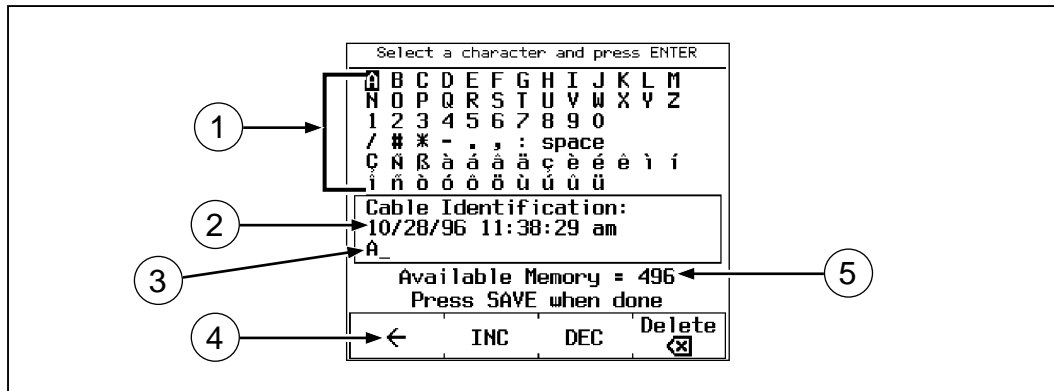 Select a character and press ENTER
A B C D E F G H I J K L M
N O P Q R S T U V W X Y Z
1 2 3 4 5 6 7 8 9 0
/ # * - . , : space
Ç Ñ ß à á â ä ç è é ê ì í
î ñ ò ó ô ö ù ú û ü
Cable Identification:
10/28/96 11:38:29 am
A_
Available Memory = 496
Press SAVE when done
← INC DEC Delete ⌫
1
2
3
4
5